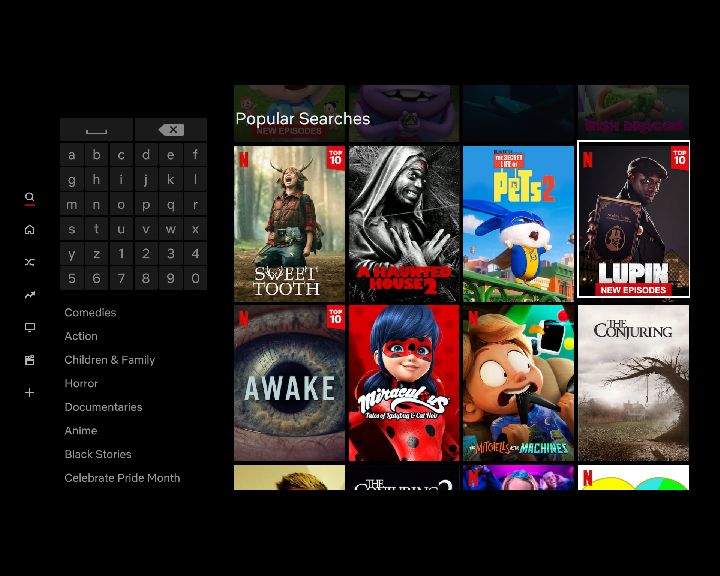 Popular Searches
NEW EPISODES
a b c d e f
g h i j k l
m n o p q r
s t u v w x
y z 1 2 3 4
5 6 7 8 9 0
Comedies
Action
Children & Family
Horror
Documentaries
Anime
Black Stories
Celebrate Pride Month
N
TOP
10
SWEET
TOOTH
A HAUNTED
HOUSE 2
THE SECRET
LIFE OF
PETS 2
N
TOP
10
LUPIN
NEW EPISODES
N
TOP
10
AWAKE
Miraculous
Tales of Ladybug & Cat Noir
N
THE MITCHELLS VS THE MACHINES
THE
CONJURING
THE
CONJURING 2
N
N